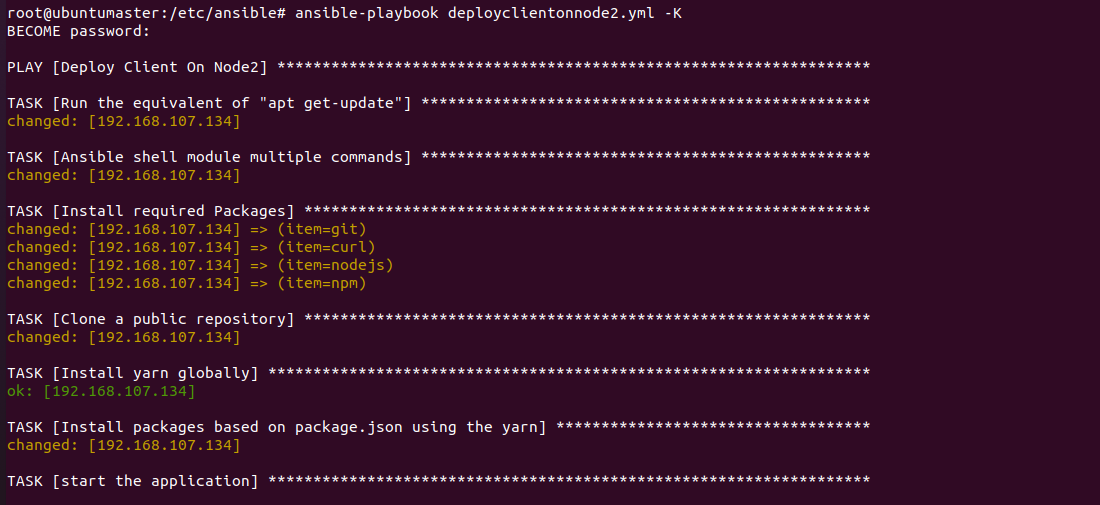 root@ubuntumaster:/etc/ansible# ansible-playbook deployclientonnode2.yml -K
BECOME password:
PLAY [Deploy Client On Node2] ******************************************************************
TASK [Run the equivalent of "apt get-update"] **************************************************
changed: [192.168.107.134]
TASK [Ansible shell module multiple commands] **************************************************
changed: [192.168.107.134]
TASK [Install required Packages] ***************************************************************
changed: [192.168.107.134] => (item=git)
changed: [192.168.107.134] => (item=curl)
changed: [192.168.107.134] => (item=nodejs)
changed: [192.168.107.134] => (item=npm)
TASK [Clone a public repository] ***************************************************************
changed: [192.168.107.134]
TASK [Install yarn globally] *******************************************************************
ok: [192.168.107.134]
TASK [Install packages based on package.json using the yarn] ***********************************
changed: [192.168.107.134]
TASK [start the application] *******************************************************************